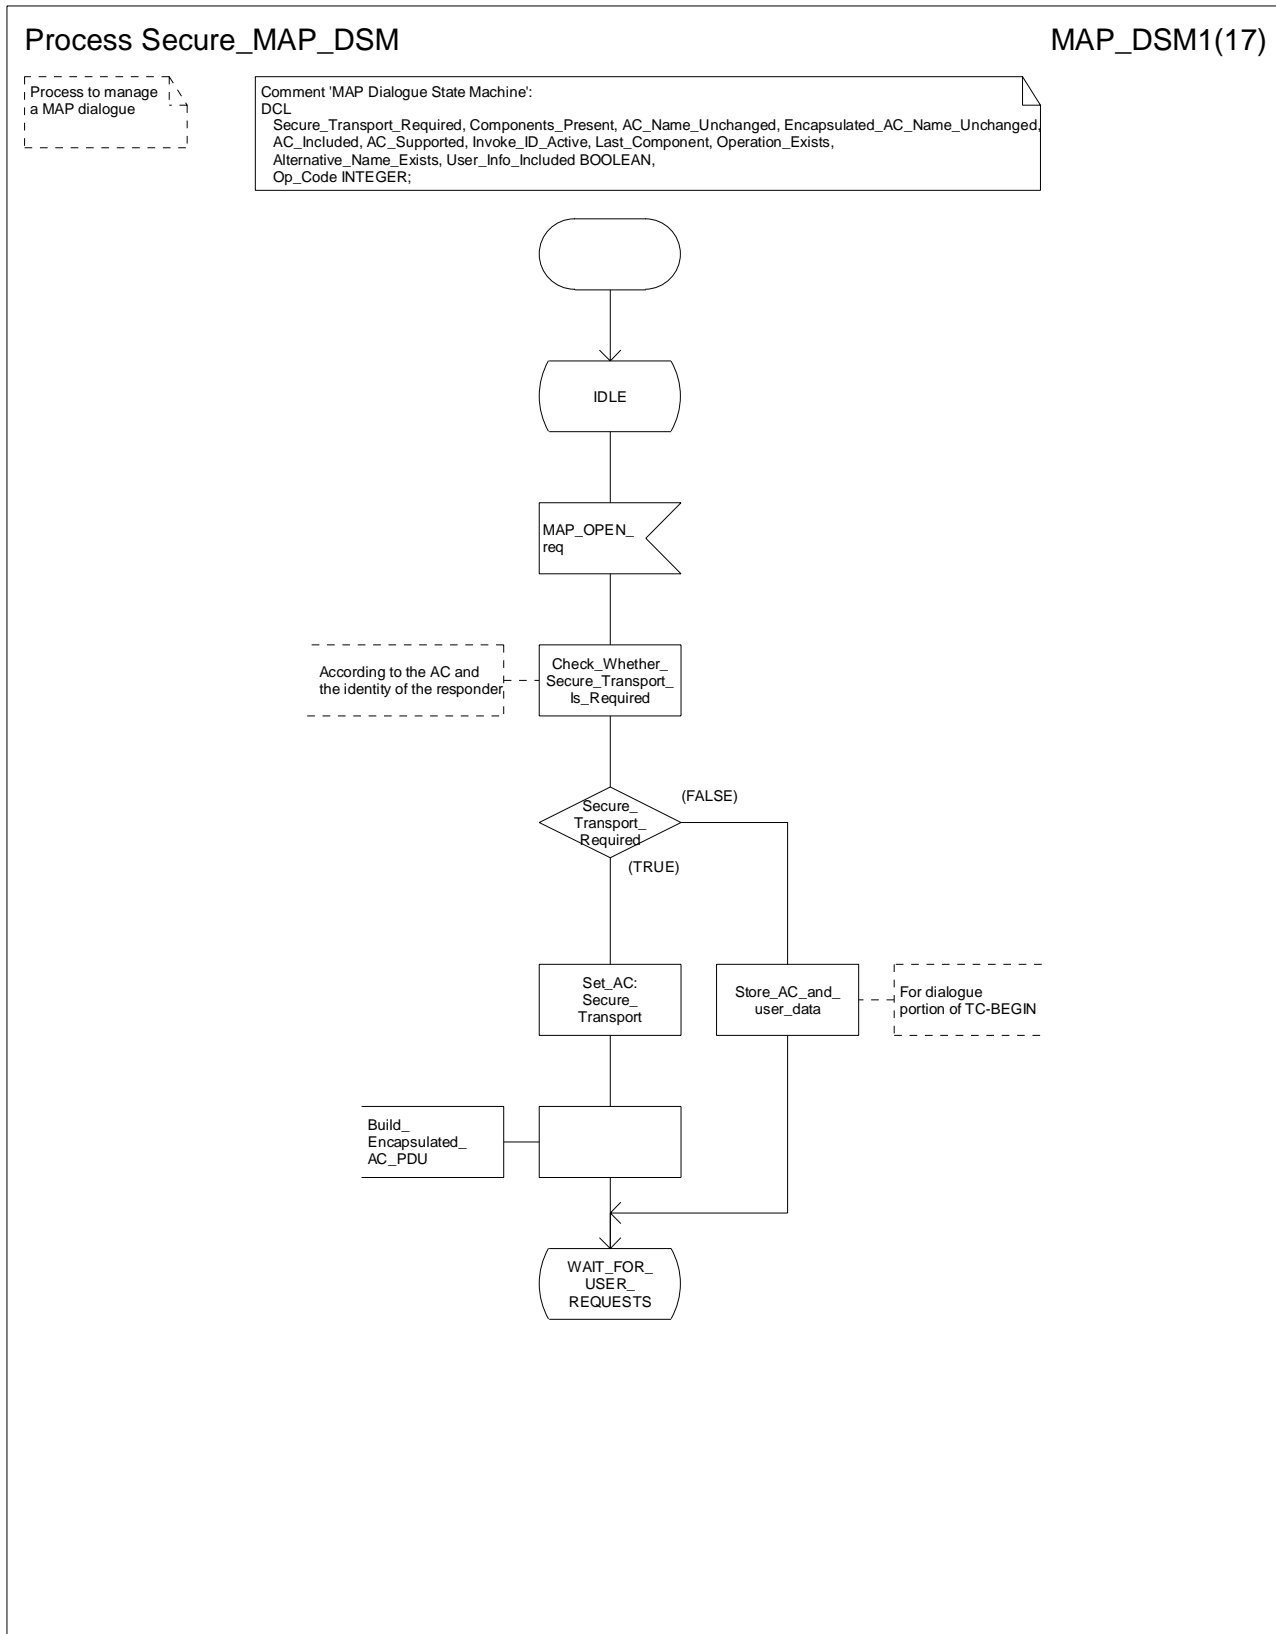 Process Secure_MAP_DSM
MAP_DSM1(17)
Process to manage
a MAP dialogue
Comment 'MAP Dialogue State Machine':
DCL
Secure_Transport_Required, Components_Present, AC_Name_Unchanged, Encapsulated_AC_Name_Unchanged,
AC_Included, AC_Supported, Invoke_ID_Active, Last_Component, Operation_Exists,
Alternative_Name_Exists, User_Info_Included BOOLEAN,
Op_Code INTEGER;
IDLE
MAP_OPEN_
req
According to the AC and
the identity of the responder
Check_Whether_
Secure_Transport_
Is_Required
Secure_
Transport_
Required
(FALSE)
(TRUE)
Set_AC:
Secure_
Transport
Store_AC_and_
user_data
For dialogue
portion of TC-BEGIN
Build_
Encapsulated_
AC_PDU
WAIT_FOR_
USER_
REQUESTS